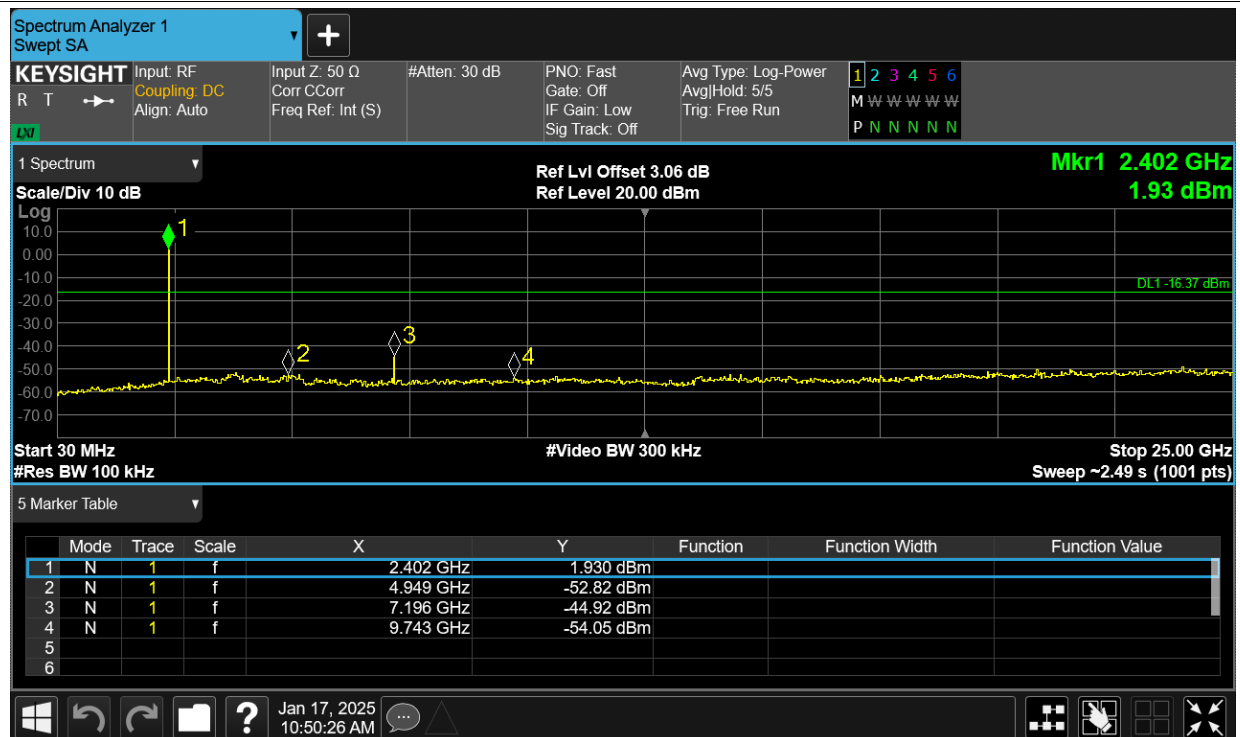 Spectrum Analyzer 1
Swept SA
KEYSIGHT Input: RF Input Z: 50 Ω #Atten: 30 dB PNO: Fast Avg Type: Log-Power 1 2 3 4 5 6
R T Coupling: DC Corr CCorr Gate: Off Avg|Hold: 5/5 M W W W W W W
Align: Auto Freq Ref: Int (S) IF Gain: Low Trig: Free Run P N N N N N N
LXI Sig Track: Off
1 Spectrum Ref Lvl Offset 3.06 dB Mkr1 2.402 GHz
Scale/Div 10 dB Ref Level 20.00 dBm 1.93 dBm
Log
10.0
0.00
-10.0
-20.0
-30.0
-40.0
-50.0
-60.0
-70.0
1
DL1 -16.37 dBm
2
3
4
Start 30 MHz #Video BW 300 kHz Stop 25.00 GHz
#Res BW 100 kHz Sweep ~2.49 s (1001 pts)
5 Marker Table
Mode Trace Scale X Y Function Function Width Function Value
1 N 1 f 2.402 GHz 1.930 dBm
2 N 1 f 4.949 GHz -52.82 dBm
3 N 1 f 7.196 GHz -44.92 dBm
4 N 1 f 9.743 GHz -54.05 dBm
5
6
? Jan 17, 2025
10:50:26 AM